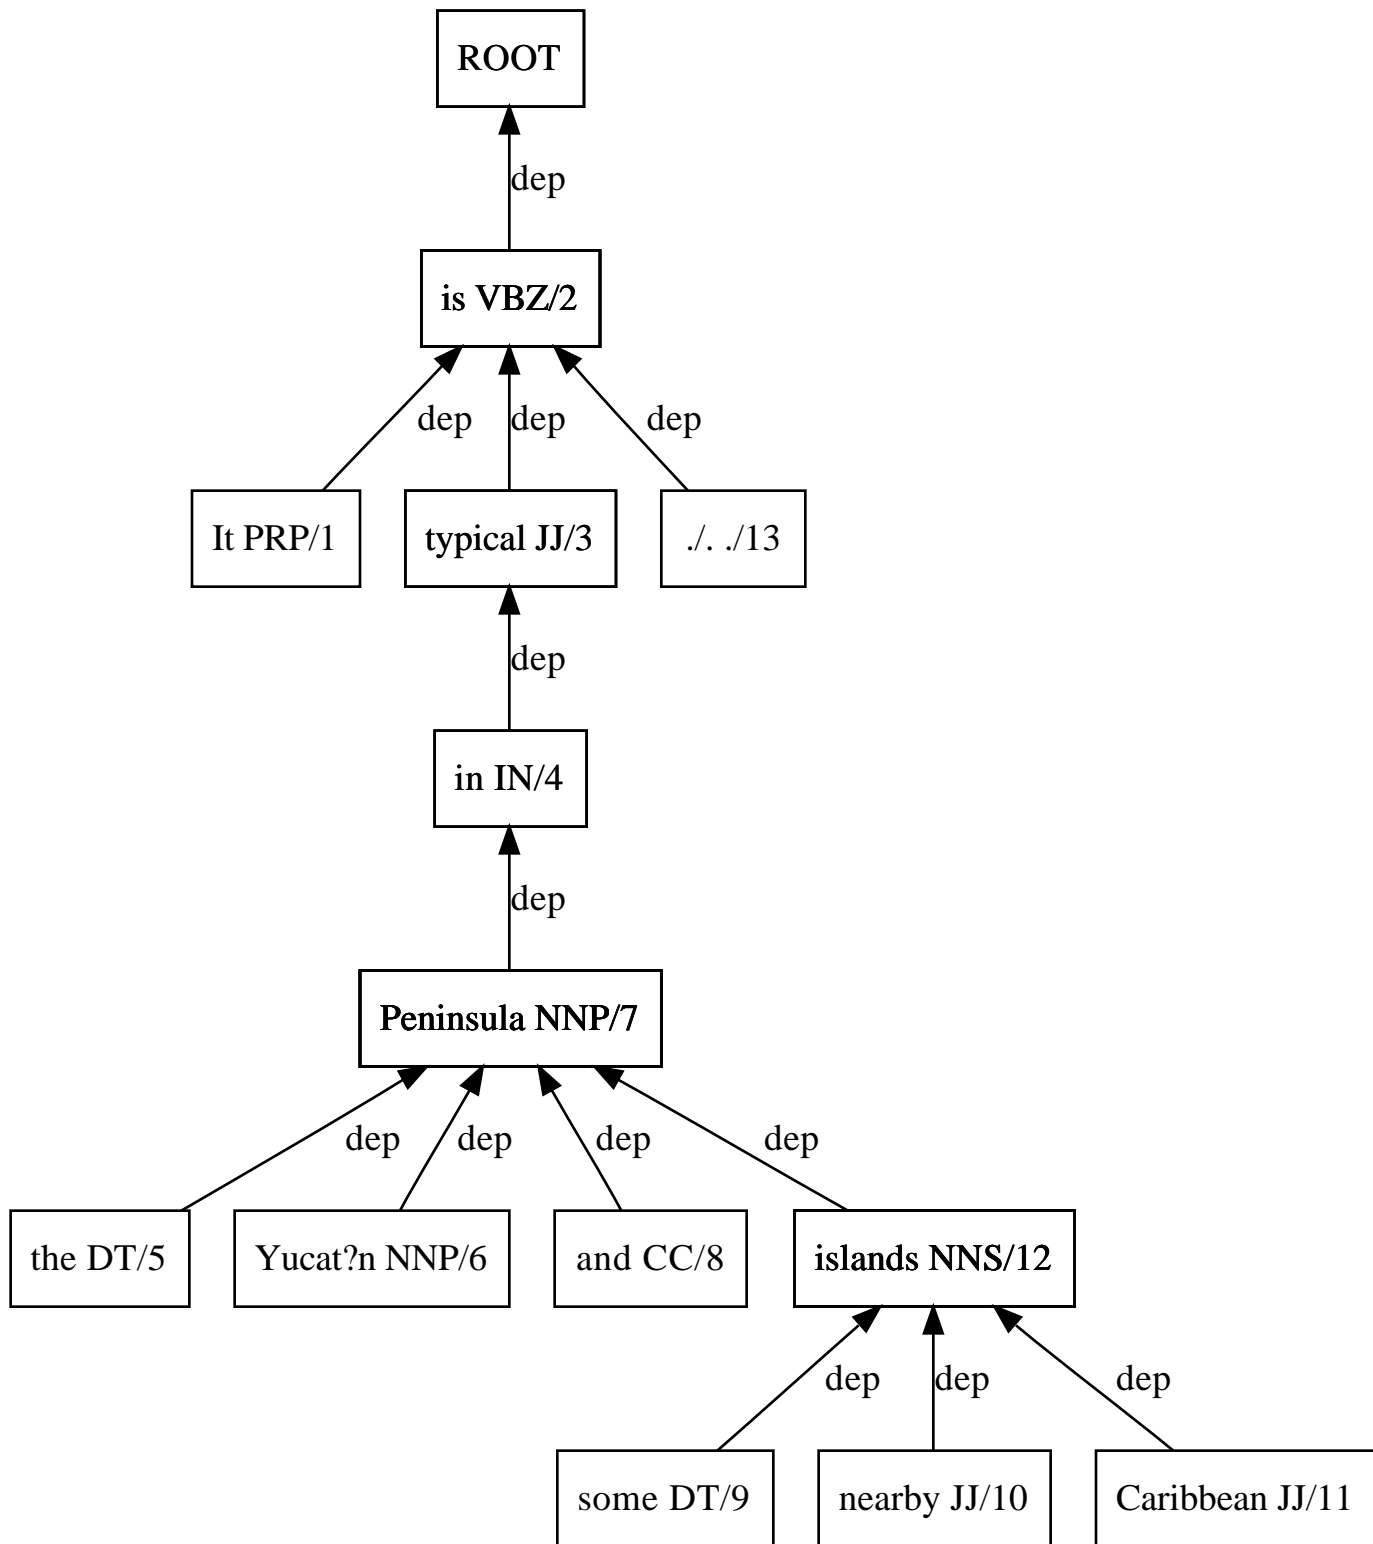 ROOT
dep
is VBZ/2
dep dep dep
It PRP/1 typical JJ/3 ./. ./13
dep
in IN/4
dep
Peninsula NNP/7
dep dep dep dep
the DT/5 Yucat?n NNP/6 and CC/8 islands NNS/12
dep dep dep
some DT/9 nearby JJ/10 Caribbean JJ/11